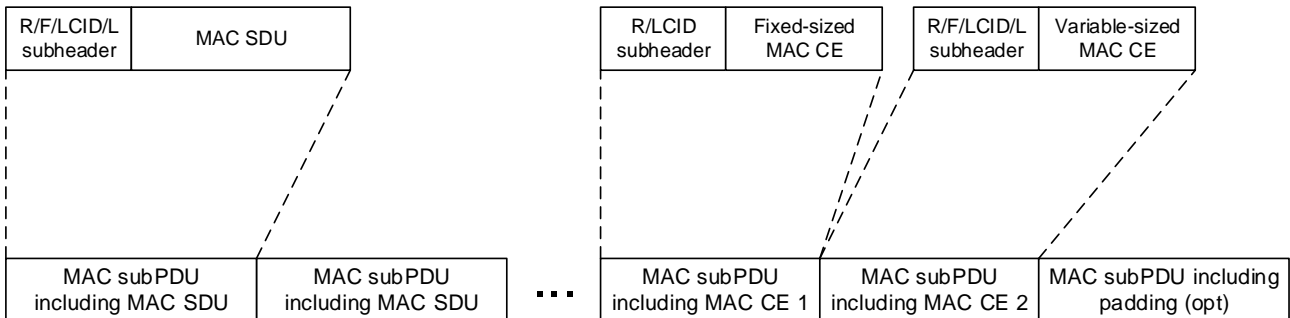 R/F/LCID/L
subheader
MAC SDU
R/LCID
subheader
Fixed-sized
MAC CE
R/F/LCID/L
subheader
Variable-sized
MAC CE
MAC subPDU
including MAC SDU
MAC subPDU
including MAC SDU
...
MAC subPDU
including MAC CE 1
MAC subPDU
including MAC CE 2
MAC subPDU including
padding (opt)